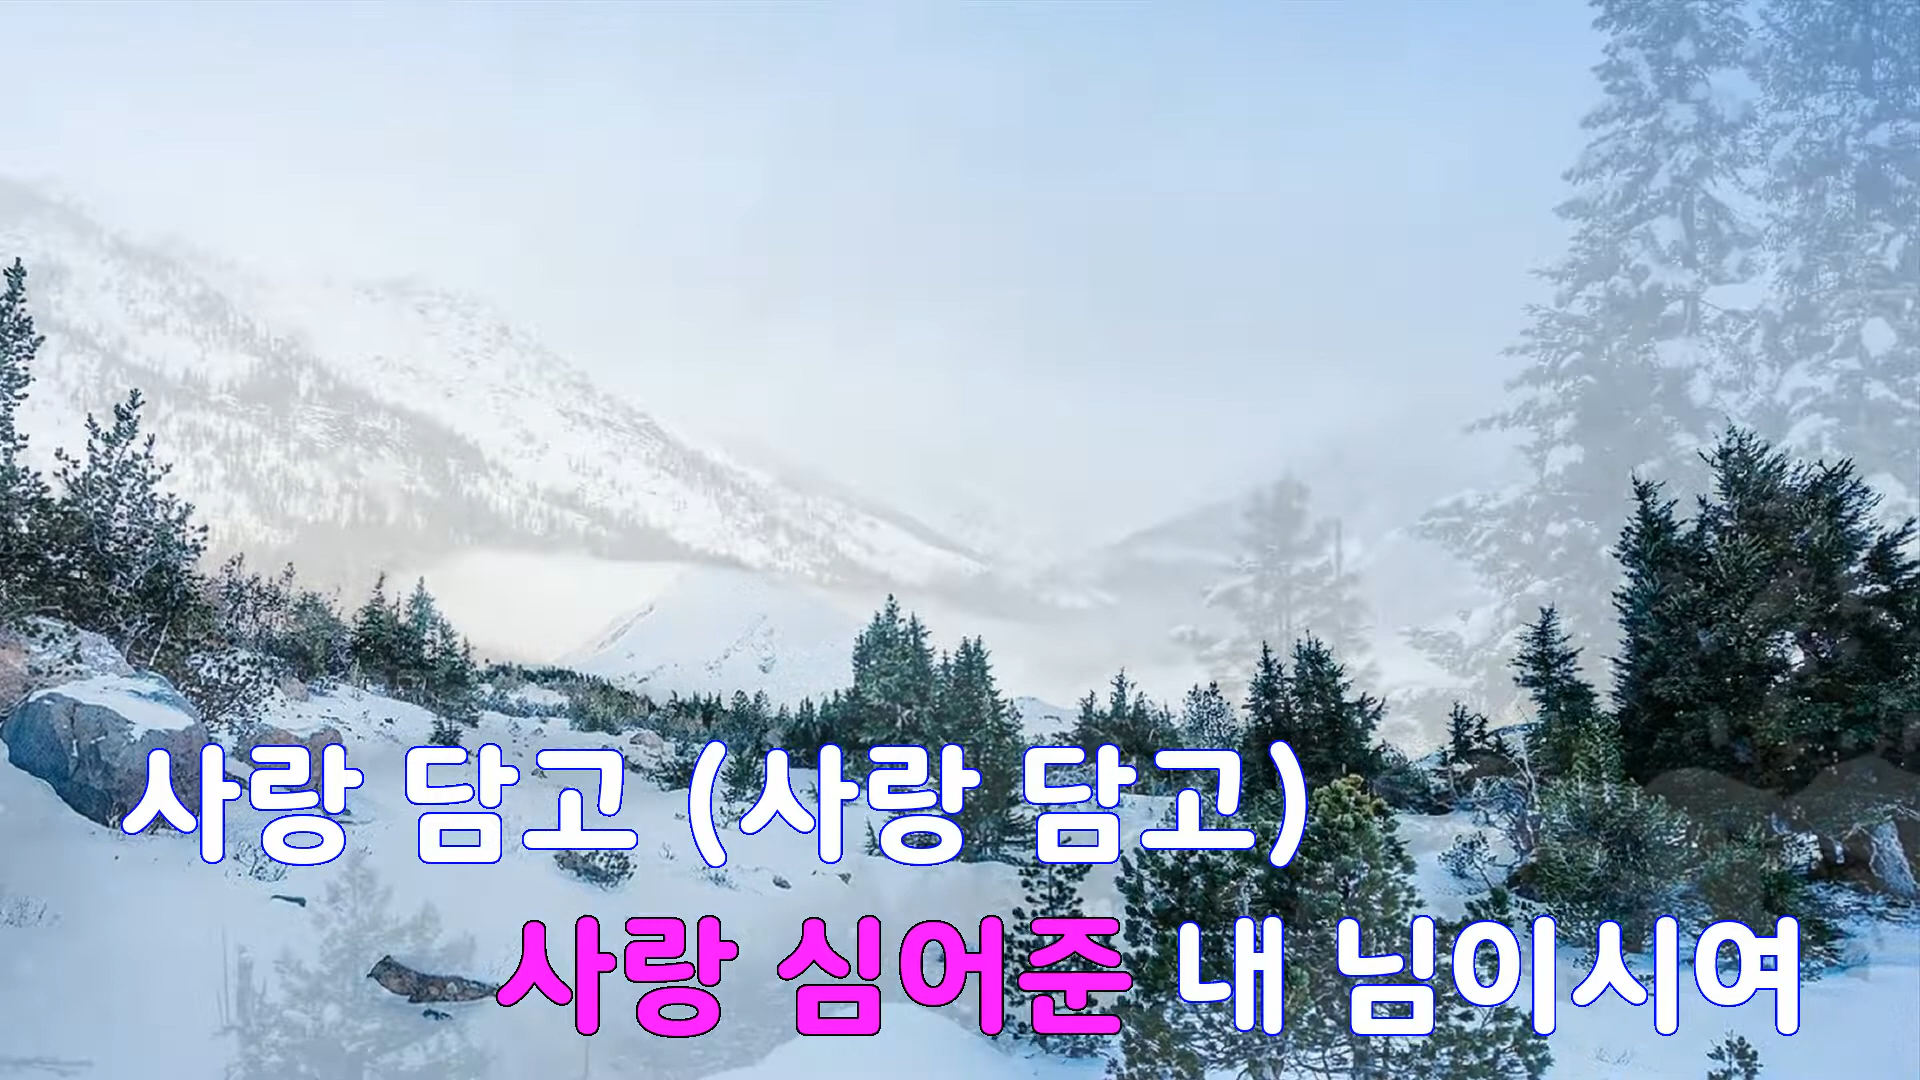 사랑 담고 (사랑 담고)
사랑 심어준 내 님이시여